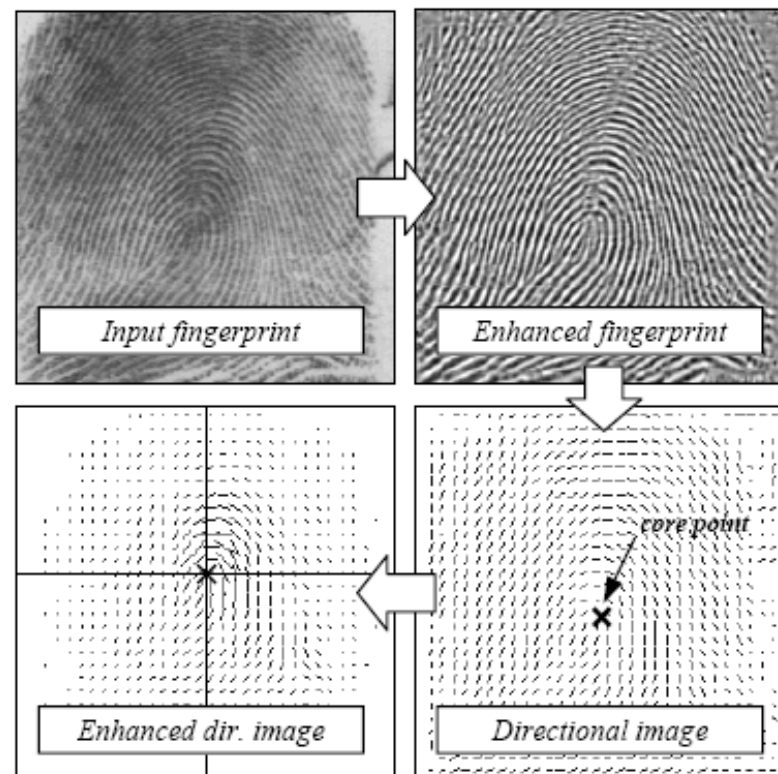 Input fingerprint
Enhanced fingerprint
core point
Enhanced dir. image
Directional image